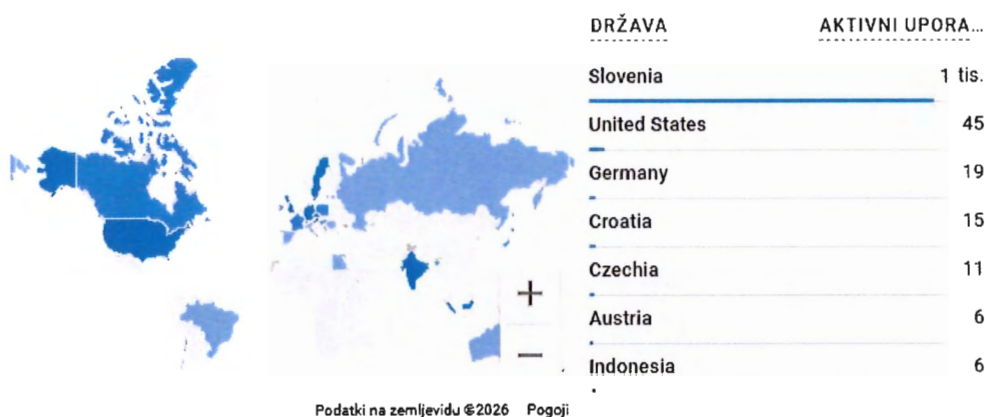 DRŽAVA AKTIVNI UPORA...
Slovenia 1 tis.
United States 45
Germany 19
Croatia 15
Czechia 11
Austria 6
Indonesia 6
+
−
Podatki na zemljevidu ©2026 Pogoji